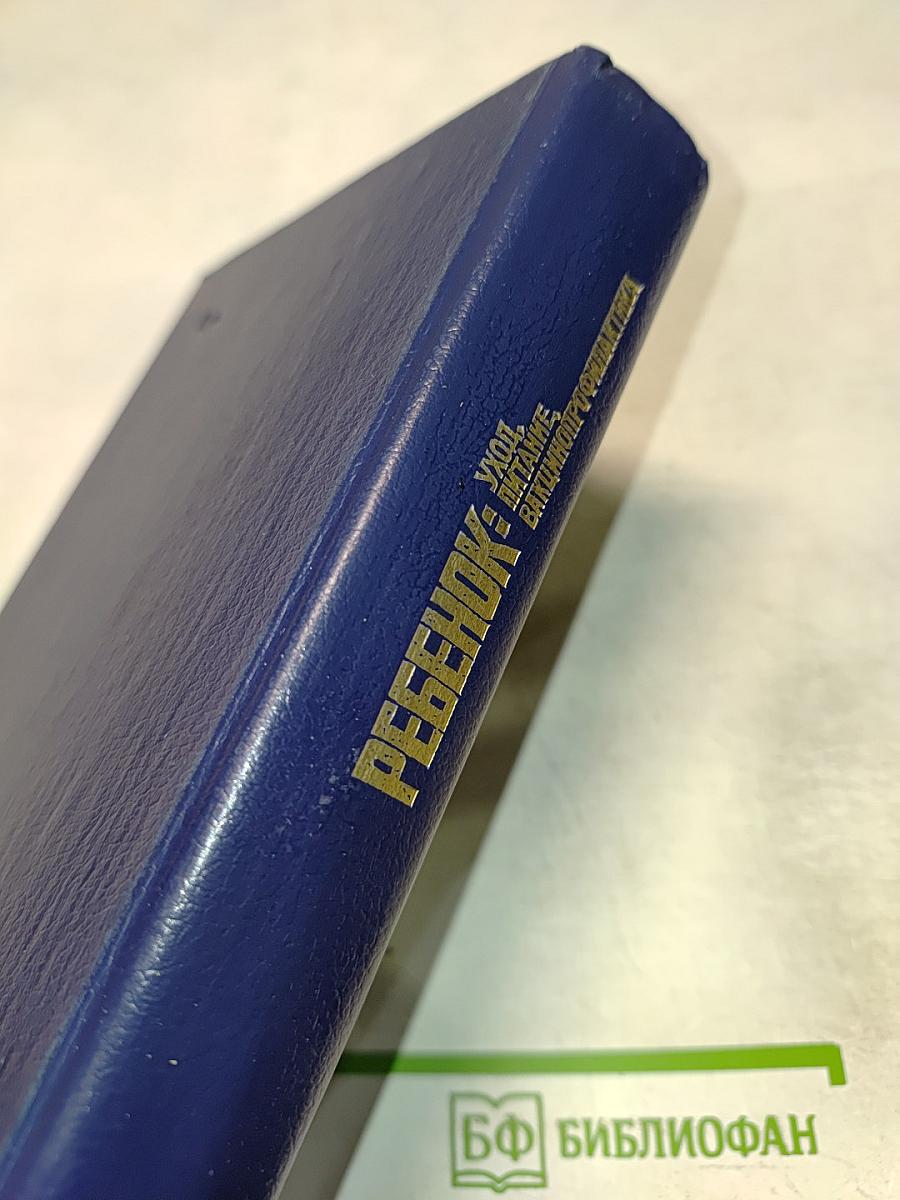 РЕБЕНОК:
УХОД,
ПИТАНИЕ,
ВАКЦИНОПРОФИЛАКТИКА
БФ БИБЛИОФАН